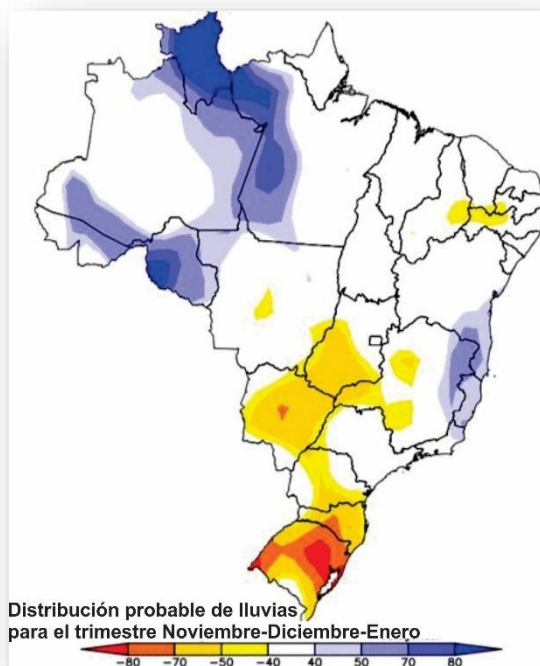 Distribución probable de lluvias
para el trimestre Noviembre-Diciembre-Enero
−80 −70 −50 −40 40 50 70 80